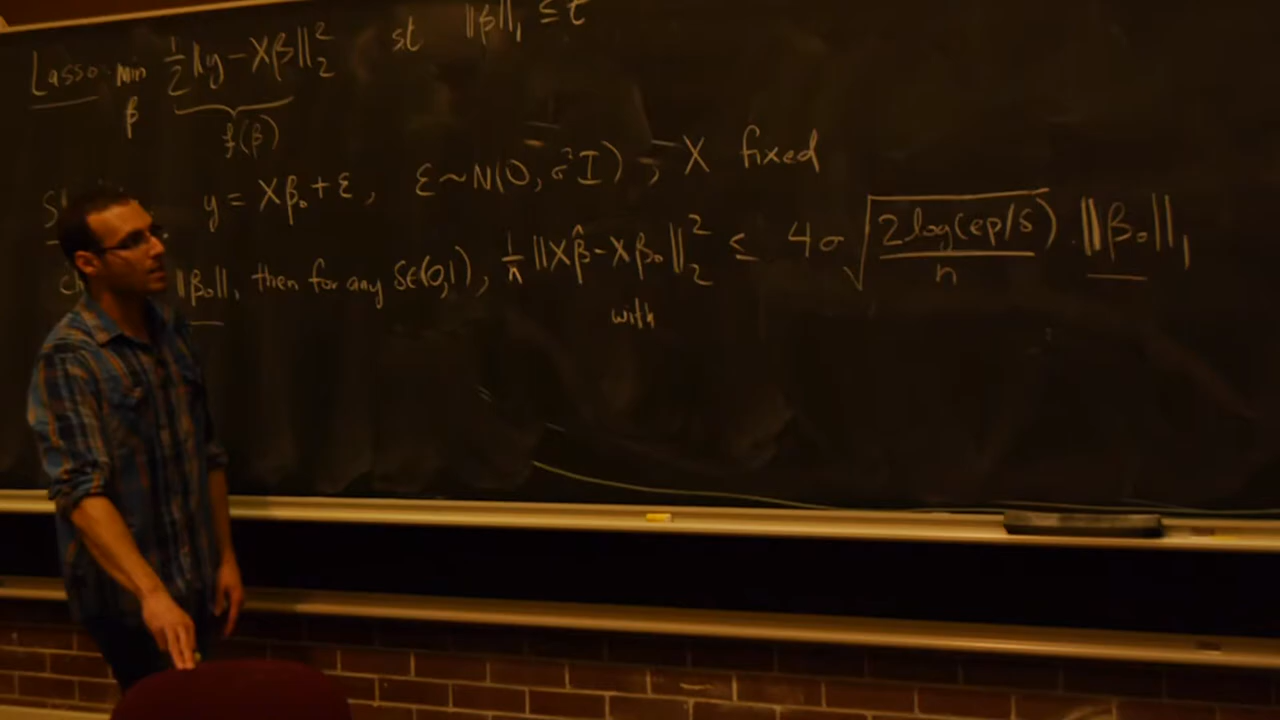 Lasso: min β ½||y-Xβ||₂² st ||β||₁ ≤ t
f(β)
y = Xβ₀+ε, ε~N(0, σ²I), X fixed
||β₀||₁, then for any δ∈(0,1), 1/n ||Xβ̂-Xβ₀||₂² ≤ 4σ √(2log(ep/δ)/n) · ||β₀||₁
with